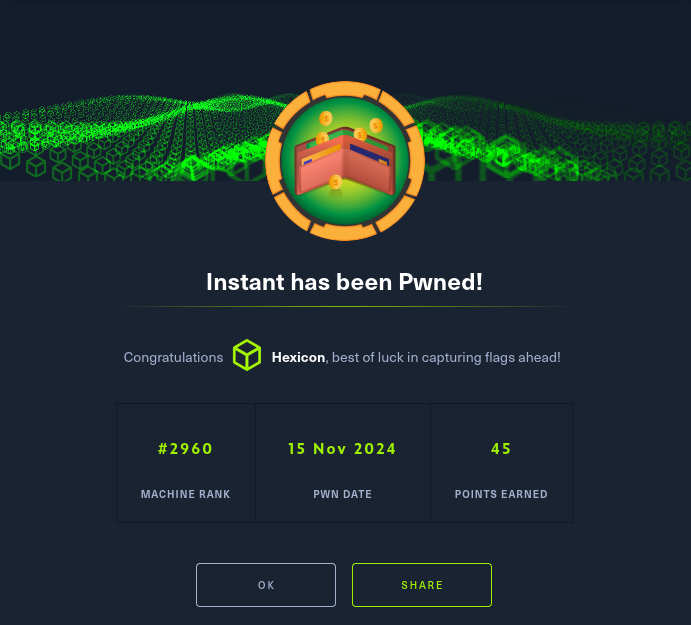 Instant has been Pwned!
Congratulations Hexicon, best of luck in capturing flags ahead!
#2960 15 Nov 2024 45
MACHINE RANK PWN DATE POINTS EARNED
OK SHARE